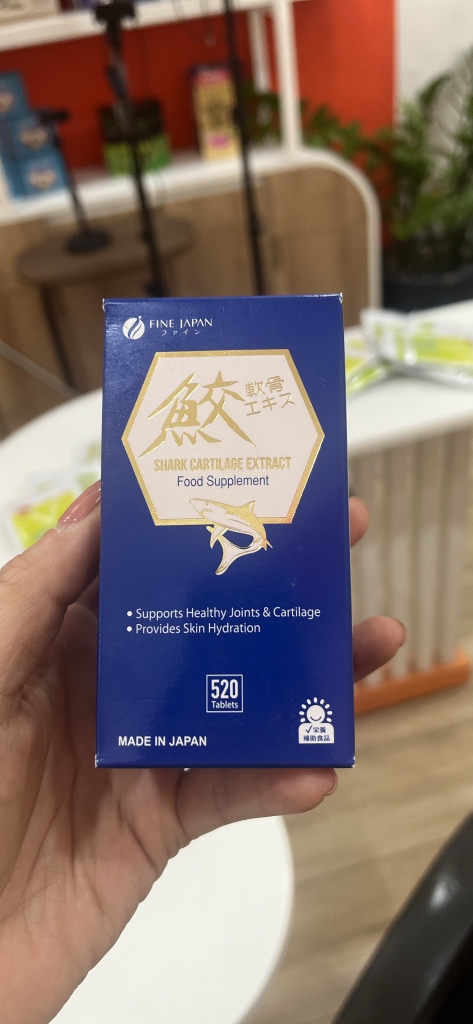 FINE JAPAN
ファイン
鮫
軟骨
エキス
SHARK CARTILAGE EXTRACT
Food Supplement
• Supports Healthy Joints & Cartilage
• Provides Skin Hydration
520
Tablets
✓栄養
補助食品
MADE IN JAPAN